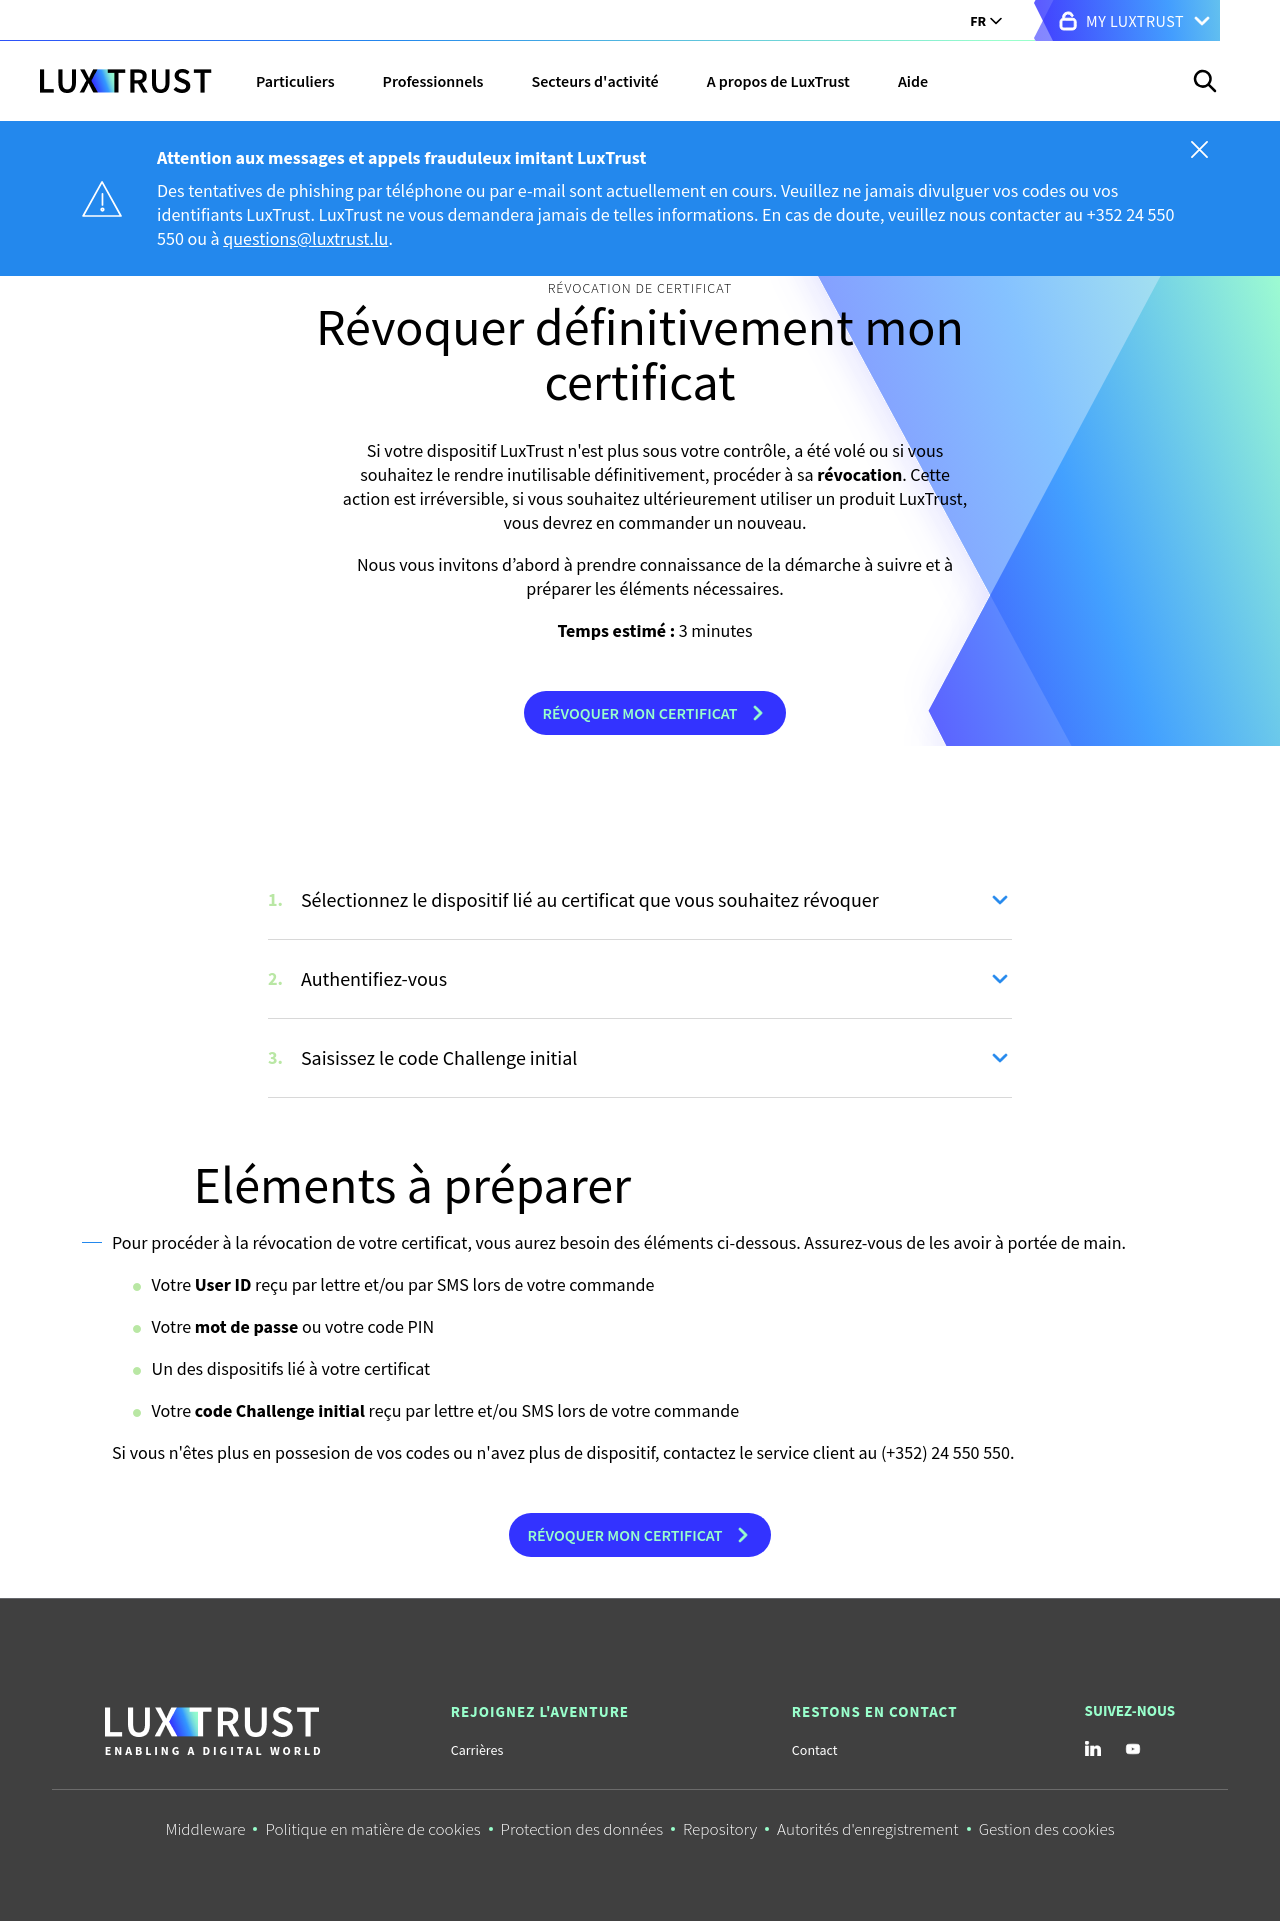 FR
MY LUXTRUST
LUXTRUST
Particuliers
Professionnels
Secteurs d'activité
A propos de LuxTrust
Aide
Attention aux messages et appels frauduleux imitant LuxTrust
Des tentatives de phishing par téléphone ou par e-mail sont actuellement en cours. Veuillez ne jamais divulguer vos codes ou vos
identifiants LuxTrust. LuxTrust ne vous demandera jamais de telles informations. En cas de doute, veuillez nous contacter au +352 24 550
550 ou à questions@luxtrust.lu.
RÉVOCATION DE CERTIFICAT
Révoquer définitivement mon
certificat
Si votre dispositif LuxTrust n'est plus sous votre contrôle, a été volé ou si vous
souhaitez le rendre inutilisable définitivement, procéder à sa révocation. Cette
action est irréversible, si vous souhaitez ultérieurement utiliser un produit LuxTrust,
vous devrez en commander un nouveau.
Nous vous invitons d’abord à prendre connaissance de la démarche à suivre et à
préparer les éléments nécessaires.
Temps estimé : 3 minutes
RÉVOQUER MON CERTIFICAT
1. Sélectionnez le dispositif lié au certificat que vous souhaitez révoquer
2. Authentifiez-vous
3. Saisissez le code Challenge initial
Eléments à préparer
Pour procéder à la révocation de votre certificat, vous aurez besoin des éléments ci-dessous. Assurez-vous de les avoir à portée de main.
Votre User ID reçu par lettre et/ou par SMS lors de votre commande
Votre mot de passe ou votre code PIN
Un des dispositifs lié à votre certificat
Votre code Challenge initial reçu par lettre et/ou SMS lors de votre commande
Si vous n'êtes plus en possesion de vos codes ou n'avez plus de dispositif, contactez le service client au (+352) 24 550 550.
RÉVOQUER MON CERTIFICAT
LUXTRUST
ENABLING A DIGITAL WORLD
REJOIGNEZ L'AVENTURE
Carrières
RESTONS EN CONTACT
Contact
SUIVEZ-NOUS
Middleware • Politique en matière de cookies • Protection des données • Repository • Autorités d'enregistrement • Gestion des cookies